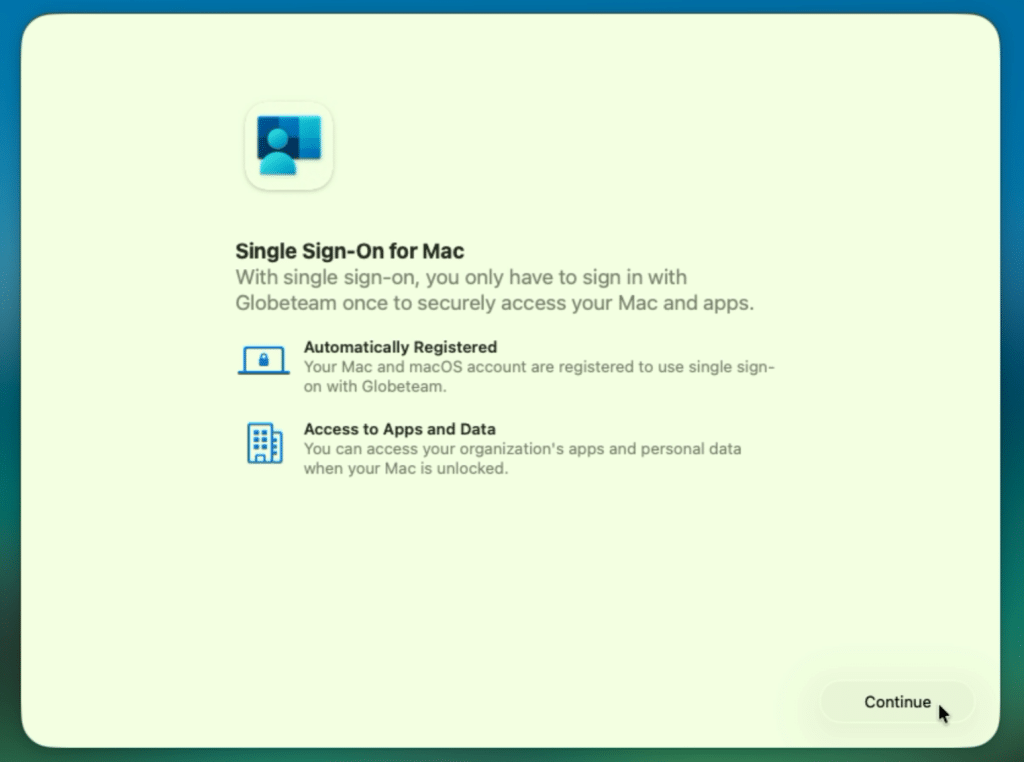 Single Sign-On for Mac
With single sign-on, you only have to sign in with
Globeteam once to securely access your Mac and apps.
Automatically Registered
Your Mac and macOS account are registered to use single sign-
on with Globeteam.
Access to Apps and Data
You can access your organization's apps and personal data
when your Mac is unlocked.
Continue